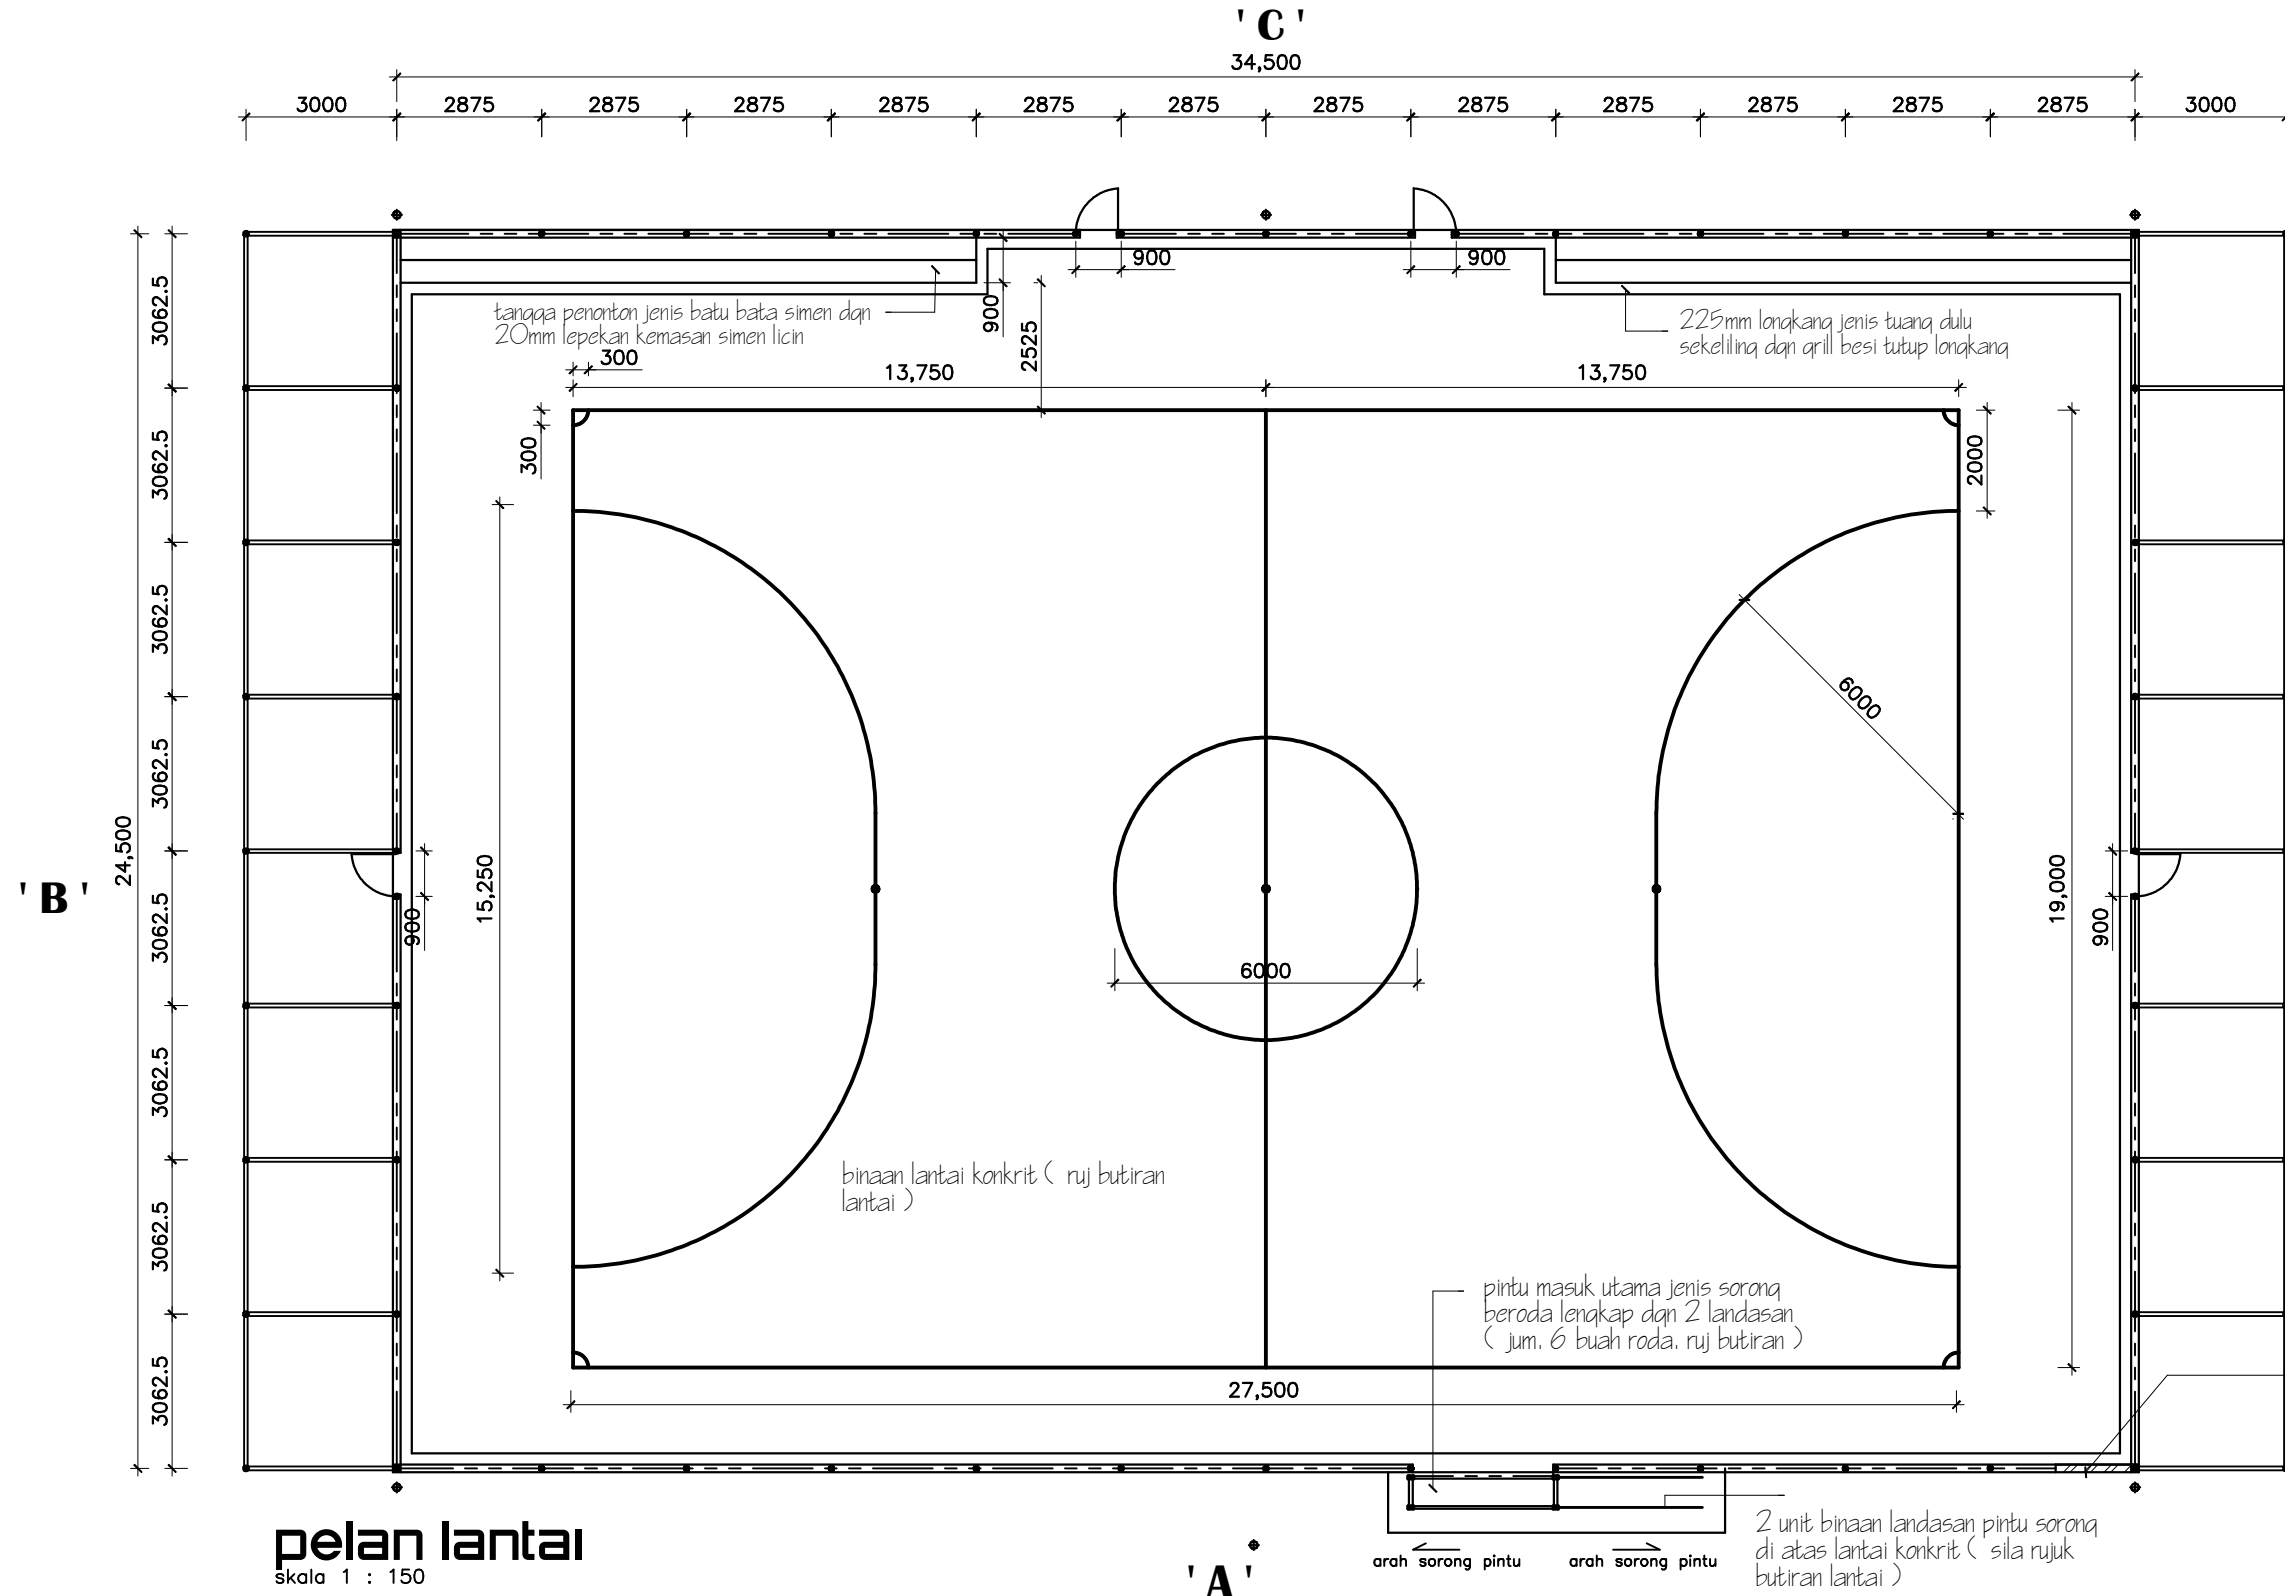 'C'
34,500
3000 2875 2875 2875 2875 2875 2875 2875 2875 2875 2875 2875 2875 3000
900
900
tangga penonton jenis batu bata simen dgn
20mm lepekan kemasan simen licin
900
2525
225mm longkang jenis tuang dulu
sekeliling dgn grill besi tutup longkang
300
13,750
13,750
300
2000
3062.5
3062.5
3062.5
3062.5
3062.5
3062.5
3062.5
3062.5
24,500
'B'
15,250
900
6000
6000
19,000
900
binaan lantai konkrit ( ruj butiran
lantai )
pintu masuk utama jenis sorong
beroda lengkap dgn 2 landasan
( jum. 6 buah roda. ruj butiran )
27,500
pelan lantai
skala 1 : 150
'A'
arah sorong pintu
arah sorong pintu
2 unit binaan landasan pintu sorong
di atas lantai konkrit ( sila rujuk
butiran lantai )